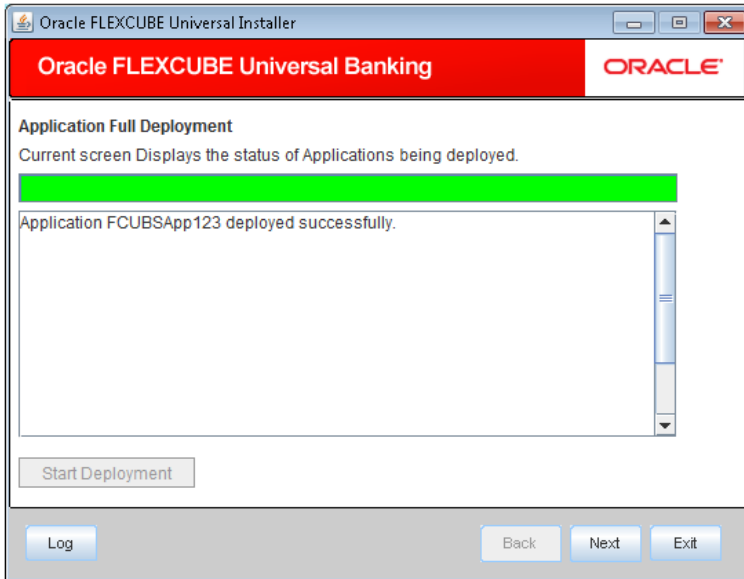 Oracle FLEXCUBE Universal Installer
Oracle FLEXCUBE Universal Banking
ORACLE
Application Full Deployment
Current screen Displays the status of Applications being deployed.
Application FCUBSApp123 deployed successfully.
Start Deployment
Log
Back
Next
Exit